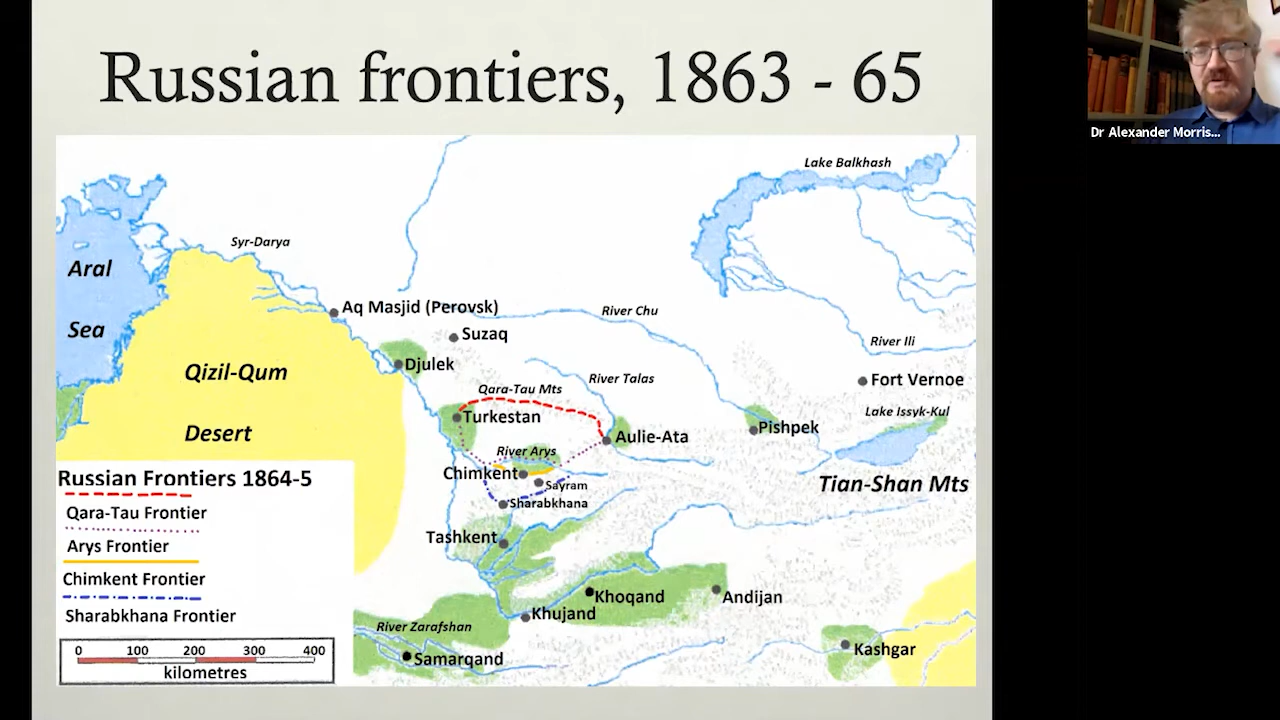 Russian frontiers, 1863 - 65
Dr Alexander Morris...
Lake Balkhash
Syr-Darya
Aral
Sea
Aq Masjid (Perovsk)
River Chu
Suzaq
River Ili
Djulek
Qizil-Qum
Desert
River Talas
Fort Vernoe
Qara-Tau Mts
Lake Issyk-Kul
Turkestan
Pishpek
Aulie-Ata
River Arys
Chimkent
Sayram
Tian-Shan Mts
Sharabkhana
Tashkent
Khoqand
Andijan
Khujand
River Zarafshan
Kashgar
Samarqand
Russian Frontiers 1864-5
Qara-Tau Frontier
Arys Frontier
Chimkent Frontier
Sharabkhana Frontier
0 100 200 300 400
kilometres